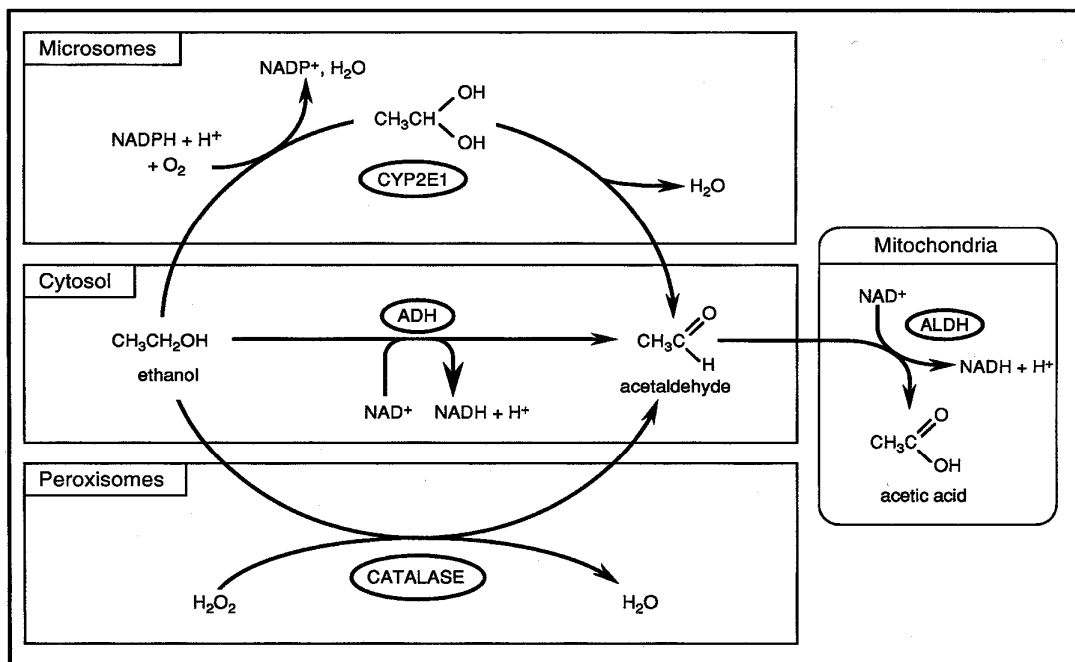 Microsomes
NADP⁺, H₂O
NADPH + H⁺
+ O₂
OH
CH₃CH
OH
CYP2E1
H₂O
Cytosol
CH₃CH₂OH
ethanol
ADH
NAD⁺
NADH + H⁺
O
CH₃C
H
acetaldehyde
Peroxisomes
CATALASE
H₂O₂
H₂O
Mitochondria
NAD⁺
ALDH
NADH + H⁺
O
CH₃C
OH
acetic acid